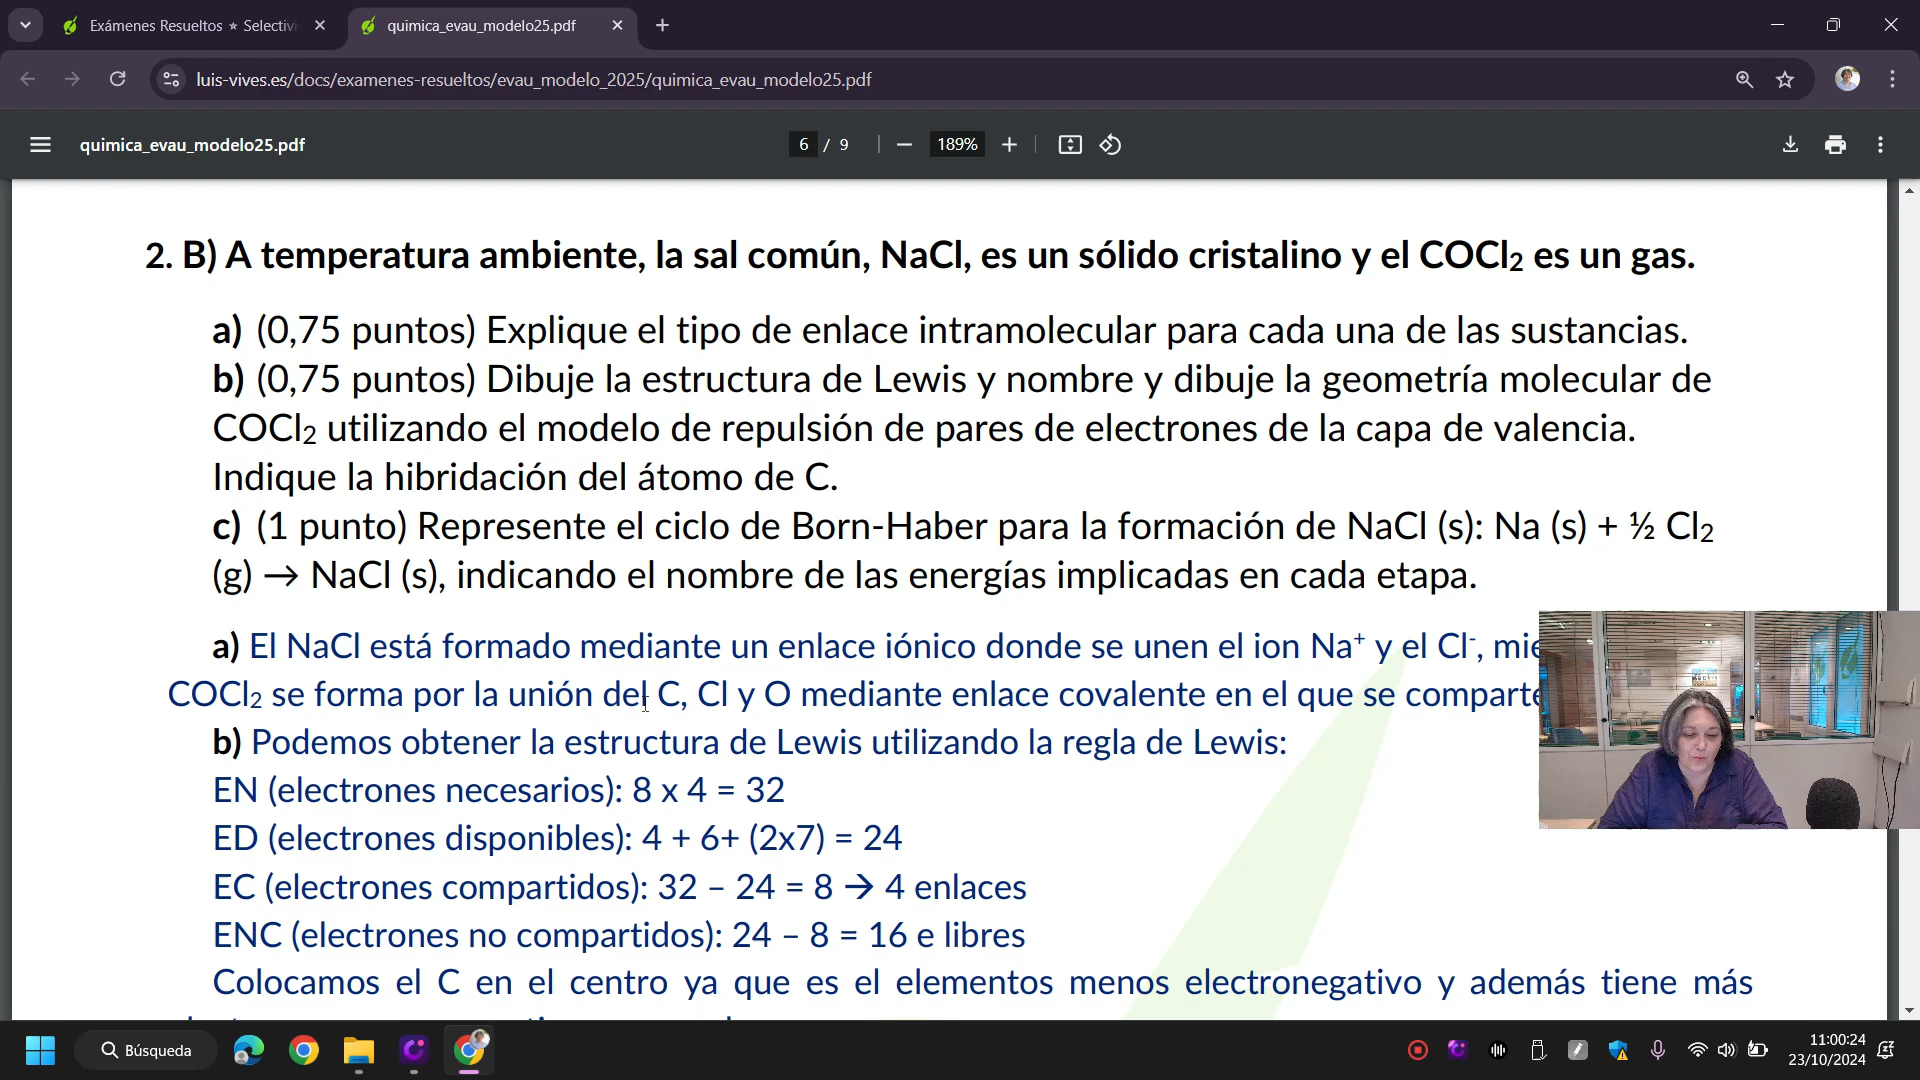 Exámenes Resueltos ★ Selectivi
quimica_evau_modelo25.pdf
luis-vives.es/docs/examenes-resueltos/evau_modelo_2025/quimica_evau_modelo25.pdf
quimica_evau_modelo25.pdf
6 / 9
189%
2. B) A temperatura ambiente, la sal común, NaCl, es un sólido cristalino y el COCl₂ es un gas.
a) (0,75 puntos) Explique el tipo de enlace intramolecular para cada una de las sustancias.
b) (0,75 puntos) Dibuje la estructura de Lewis y nombre y dibuje la geometría molecular de
COCl₂ utilizando el modelo de repulsión de pares de electrones de la capa de valencia.
Indique la hibridación del átomo de C.
c) (1 punto) Represente el ciclo de Born-Haber para la formación de NaCl (s): Na (s) + ½ Cl₂
(g) → NaCl (s), indicando el nombre de las energías implicadas en cada etapa.
a) El NaCl está formado mediante un enlace iónico donde se unen el ion Na⁺ y el Cl⁻, mie
COCl₂ se forma por la unión del C, Cl y O mediante enlace covalente en el que se comparte
b) Podemos obtener la estructura de Lewis utilizando la regla de Lewis:
EN (electrones necesarios): 8 x 4 = 32
ED (electrones disponibles): 4 + 6+ (2x7) = 24
EC (electrones compartidos): 32 – 24 = 8 → 4 enlaces
ENC (electrones no compartidos): 24 – 8 = 16 e libres
Colocamos el C en el centro ya que es el elementos menos electronegativo y además tiene más
Búsqueda
11:00:24
23/10/2024